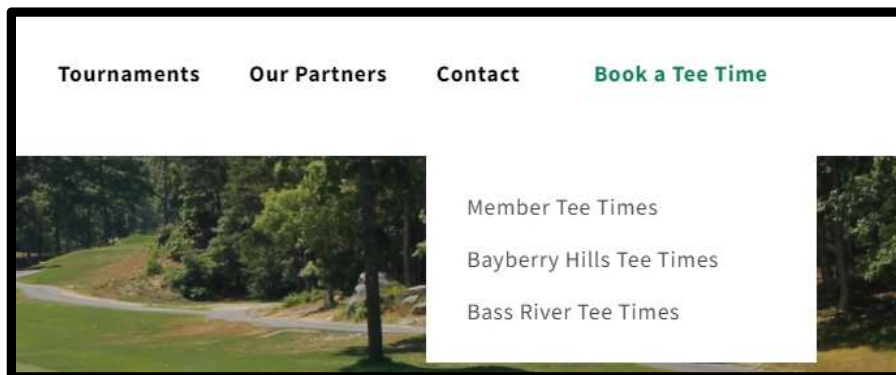 Tournaments Our Partners Contact Book a Tee Time
Member Tee Times
Bayberry Hills Tee Times
Bass River Tee Times